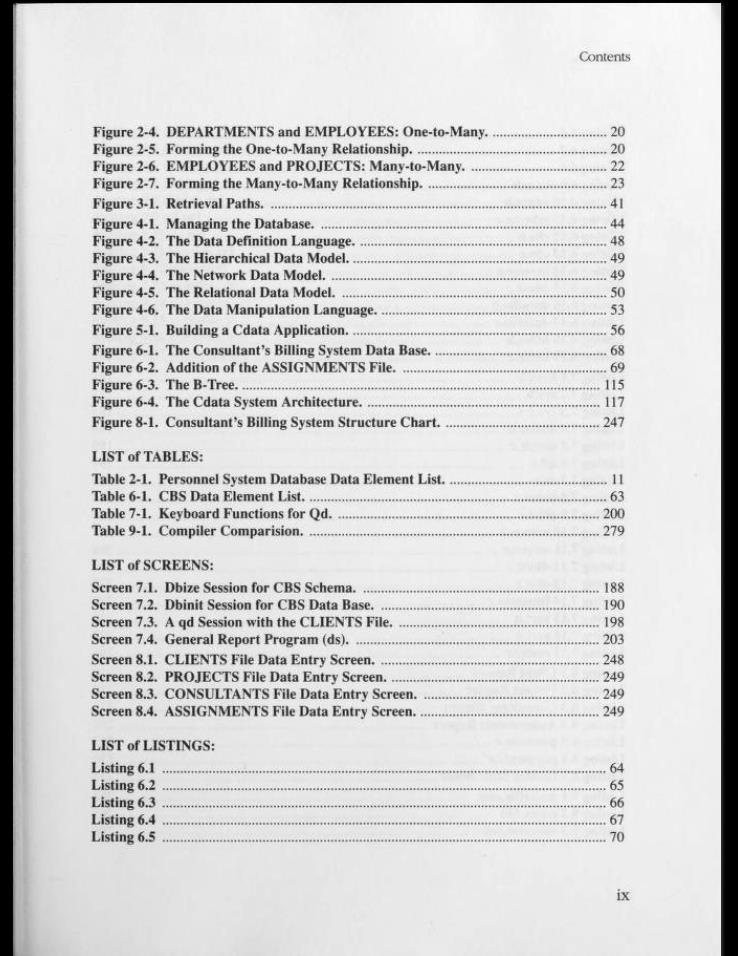 Contents
Figure 2-4. DEPARTMENTS and EMPLOYEES: One-to-Many. .............................. 20
Figure 2-5. Forming the One-to-Many Relationship. .................................................. 20
Figure 2-6. EMPLOYEES and PROJECTS: Many-to-Many. ................................... 22
Figure 2-7. Forming the Many-to-Many Relationship. .............................................. 23
Figure 3-1. Retrieval Paths. ........................................................................................ 41
Figure 4-1. Managing the Database. .......................................................................... 44
Figure 4-2. The Data Definition Language. ................................................................ 48
Figure 4-3. The Hierarchical Data Model. .................................................................. 49
Figure 4-4. The Network Data Model. ....................................................................... 49
Figure 4-5. The Relational Data Model. .................................................................... 50
Figure 4-6. The Data Manipulation Language. .......................................................... 53
Figure 5-1. Building a Cdata Application. .................................................................. 56
Figure 6-1. The Consultant's Billing System Data Base. ............................................ 68
Figure 6-2. Addition of the ASSIGNMENTS File. ..................................................... 69
Figure 6-3. The B-Tree. ............................................................................................ 115
Figure 6-4. The Cdata System Architecture. ............................................................. 117
Figure 8-1. Consultant's Billing System Structure Chart. ........................................ 247
LIST of TABLES:
Table 2-1. Personnel System Database Data Element List. ......................................... 11
Table 6-1. CBS Data Element List. ............................................................................ 63
Table 7-1. Keyboard Functions for Qd. ..................................................................... 200
Table 9-1. Compiler Comparision. ........................................................................... 279
LIST of SCREENS:
Screen 7.1. Dbize Session for CBS Schema. .............................................................. 188
Screen 7.2. Dbinit Session for CBS Data Base. ......................................................... 190
Screen 7.3. A qd Session with the CLIENTS File. .................................................... 198
Screen 7.4. General Report Program (ds). ................................................................ 203
Screen 8.1. CLIENTS File Data Entry Screen. ......................................................... 248
Screen 8.2. PROJECTS File Data Entry Screen. ...................................................... 249
Screen 8.3. CONSULTANTS File Data Entry Screen. .............................................. 249
Screen 8.4. ASSIGNMENTS File Data Entry Screen. ............................................... 249
LIST of LISTINGS:
Listing 6.1 .................................................................................................................... 64
Listing 6.2 .................................................................................................................... 65
Listing 6.3 .................................................................................................................... 66
Listing 6.4 .................................................................................................................... 67
Listing 6.5 .................................................................................................................... 70
ix